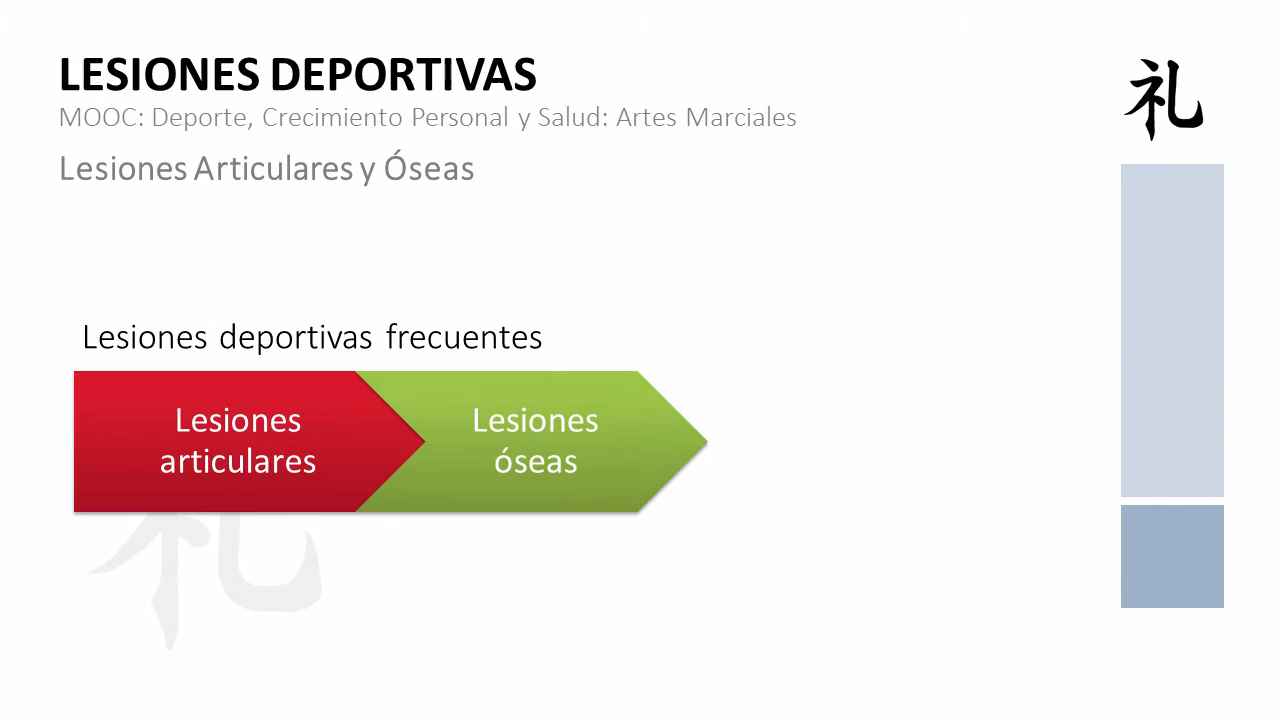 LESIONES DEPORTIVAS
MOOC: Deporte, Crecimiento Personal y Salud: Artes Marciales
Lesiones Articulares y Óseas
礼
Lesiones deportivas frecuentes
Lesiones
articulares
Lesiones
óseas